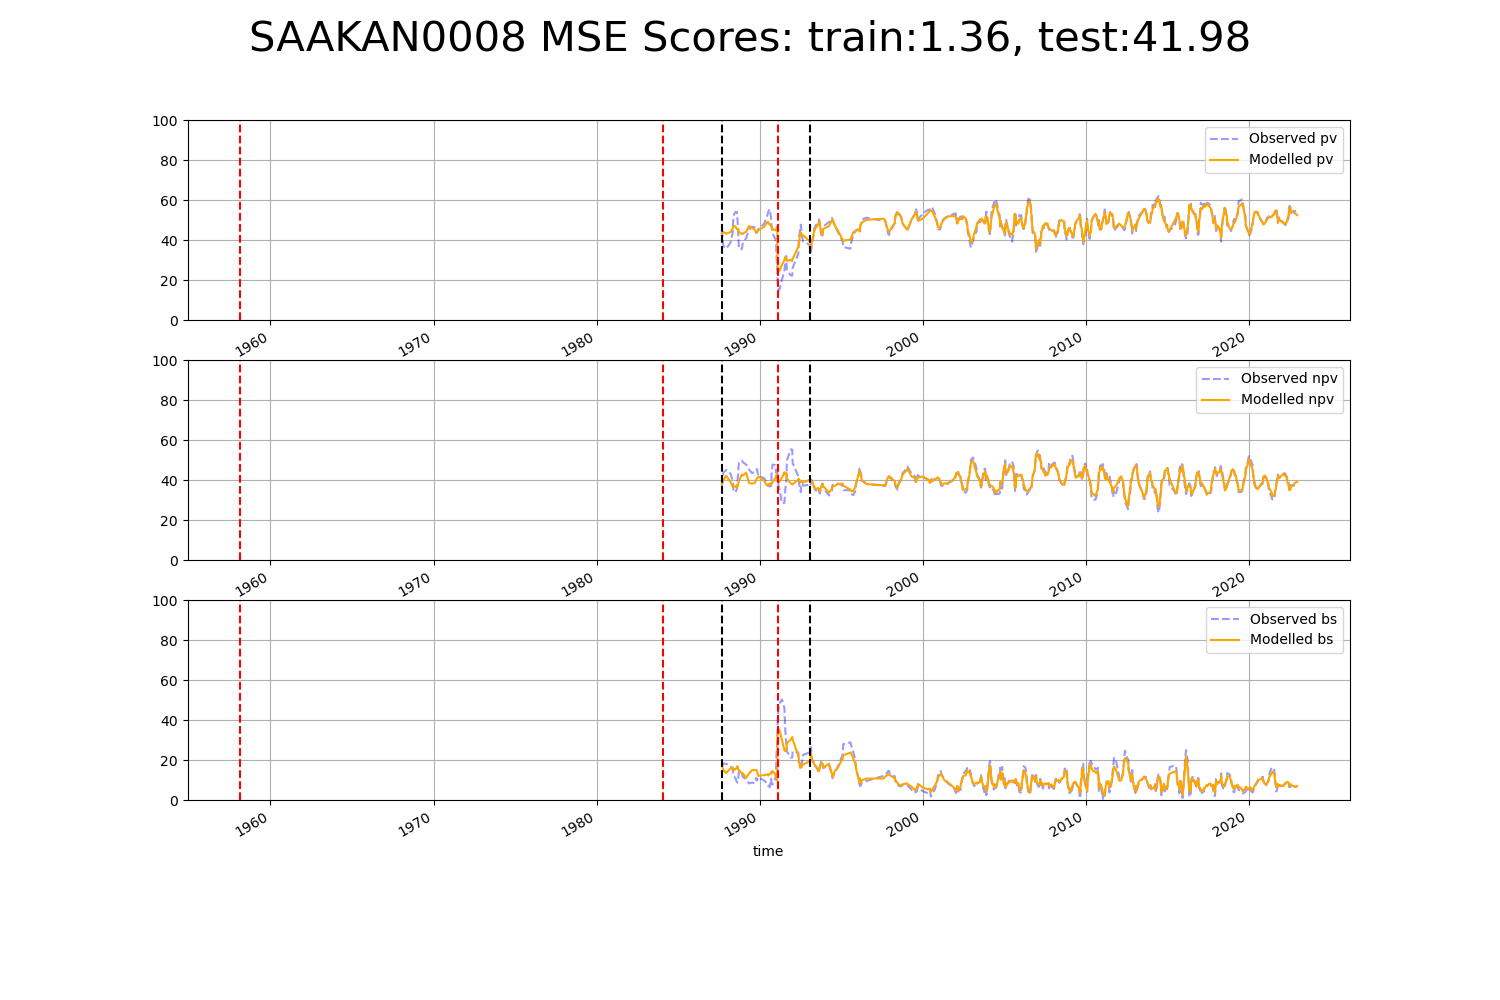 SAAKAN0008 MSE Scores: train:1.36, test:41.98
100
80
60
40
20
0
Observed pv
Modelled pv
1960 1970 1980 1990 2000 2010 2020
100
80
60
40
20
0
Observed npv
Modelled npv
1960 1970 1980 1990 2000 2010 2020
100
80
60
40
20
0
Observed bs
Modelled bs
1960 1970 1980 1990 2000 2010 2020
time